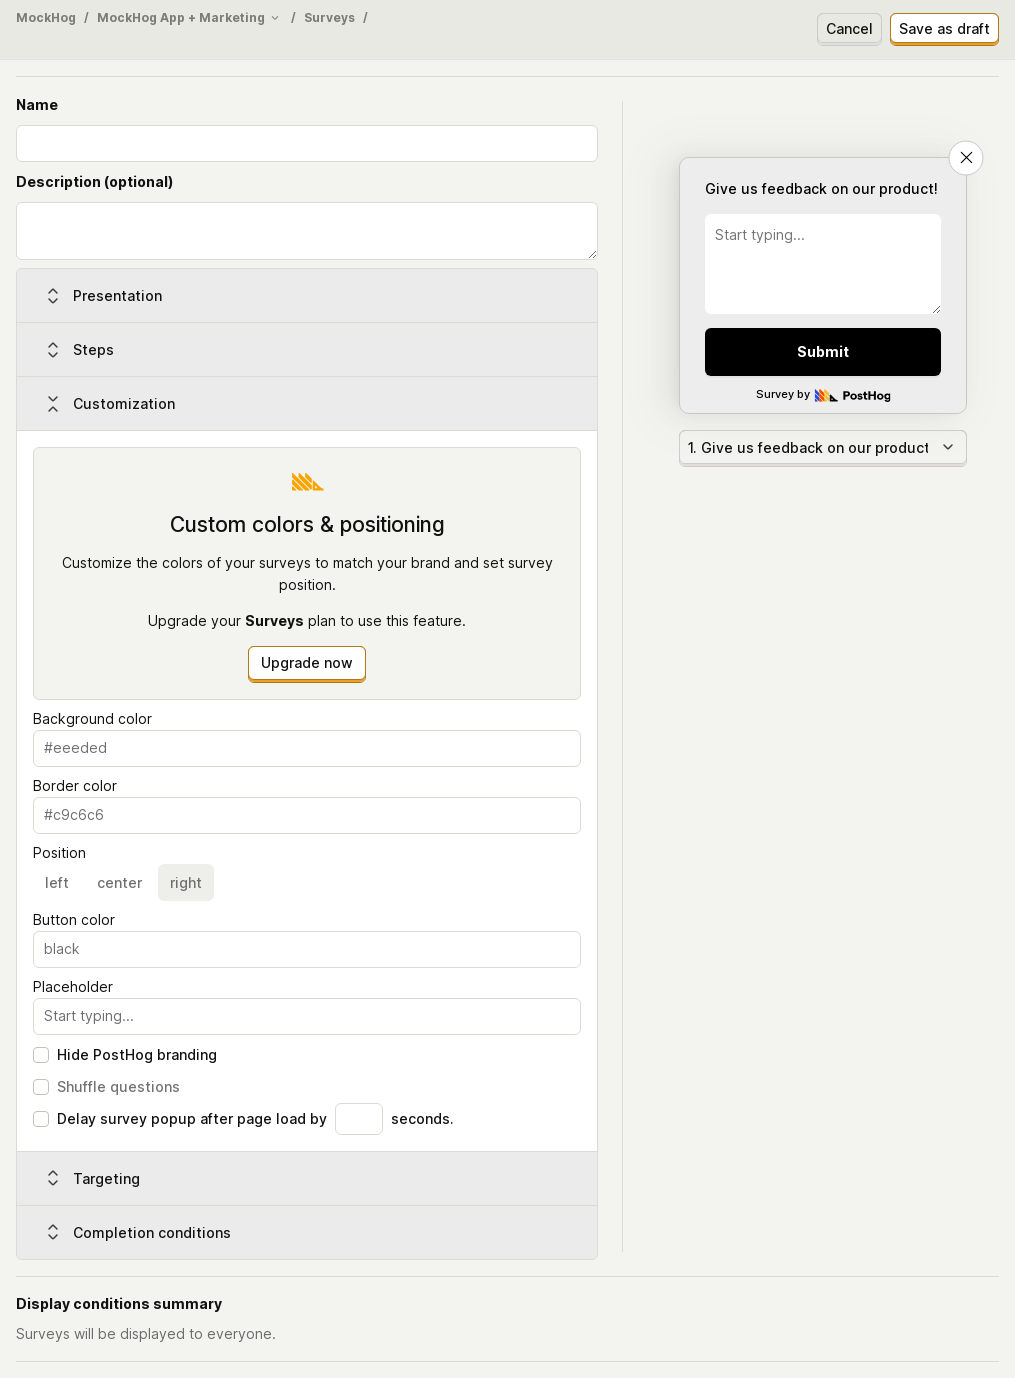 MockHog / MockHog App + Marketing / Surveys /
Cancel
Save as draft
Name
Description (optional)
Presentation
Steps
Customization
Custom colors & positioning
Customize the colors of your surveys to match your brand and set survey
position.
Upgrade your Surveys plan to use this feature.
Upgrade now
Background color
#eeeded
Border color
#c9c6c6
Position
left
center
right
Button color
black
Placeholder
Start typing...
Hide PostHog branding
Shuffle questions
Delay survey popup after page load by seconds.
Targeting
Completion conditions
Give us feedback on our product!
Start typing...
Submit
Survey by PostHog
1. Give us feedback on our product
Display conditions summary
Surveys will be displayed to everyone.